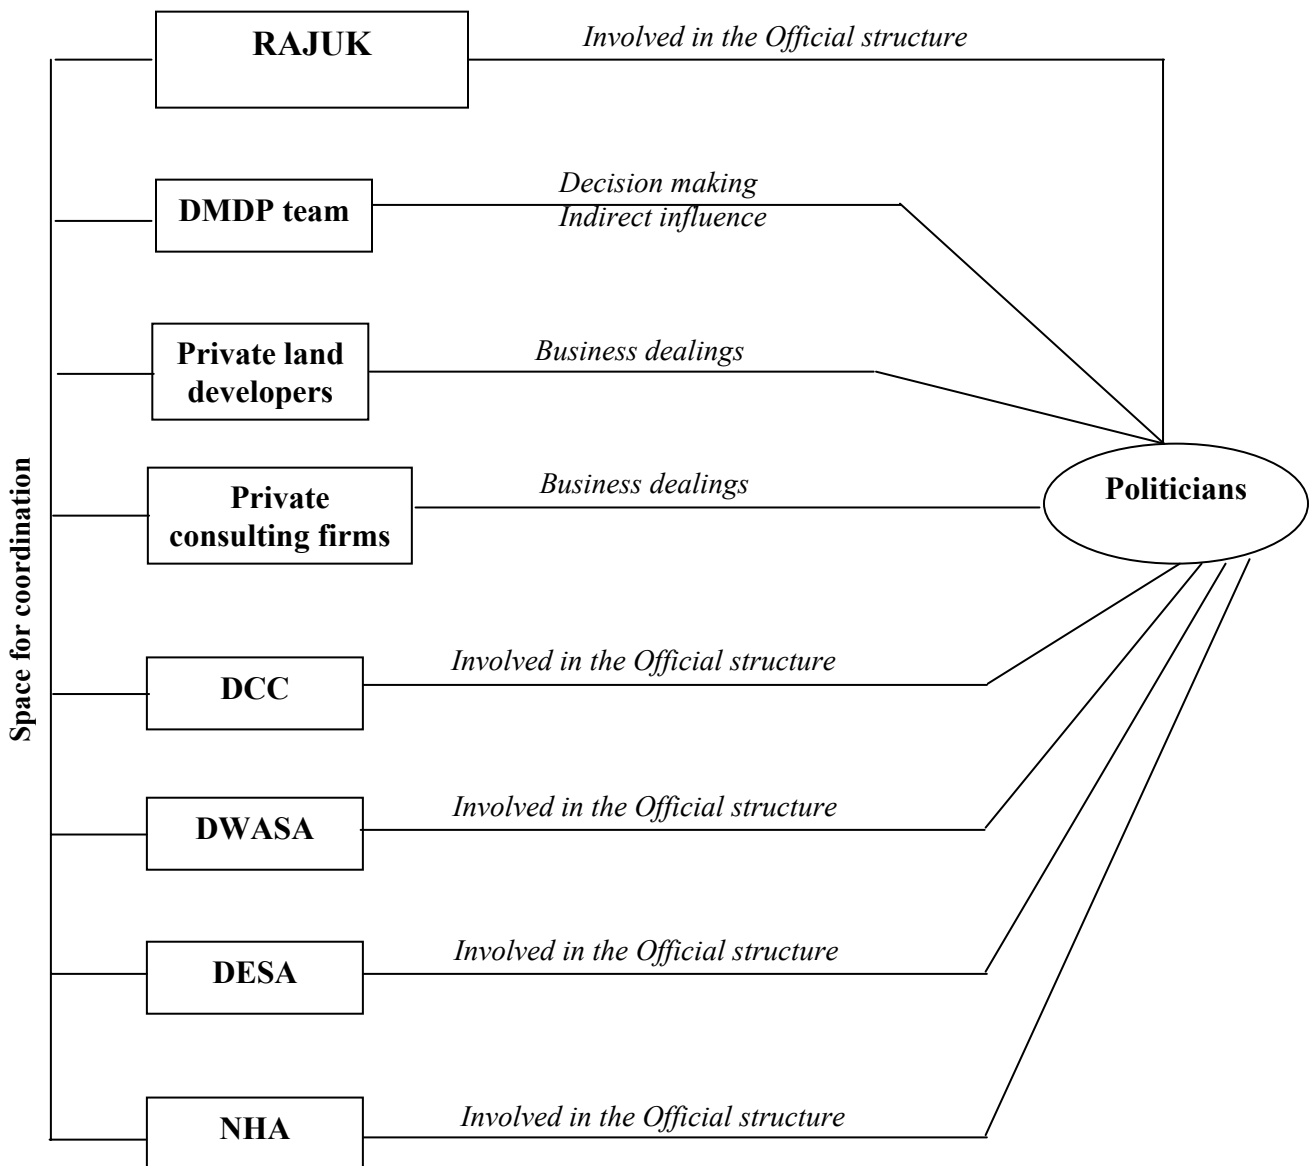 RAJUK
Involved in the Official structure
DMDP team
Decision making
Indirect influence
Private land
developers
Business dealings
Private
consulting firms
Business dealings
Politicians
Space for coordination
DCC
Involved in the Official structure
DWASA
Involved in the Official structure
DESA
Involved in the Official structure
NHA
Involved in the Official structure